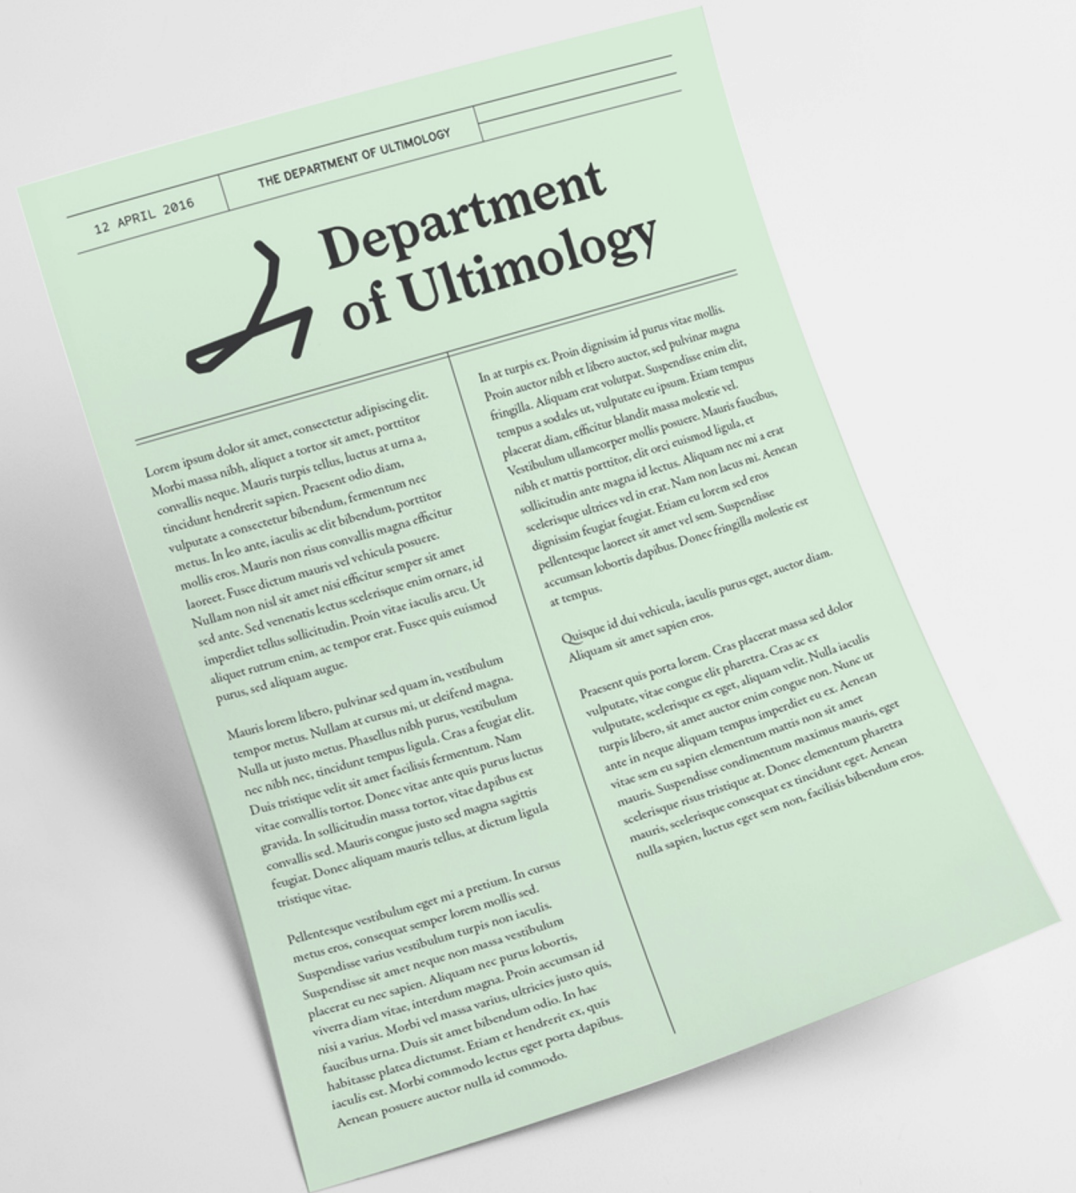 12 APRIL 2016
THE DEPARTMENT OF ULTIMOLOGY
Department
of Ultimology
Lorem ipsum dolor sit amet, consectetur adipiscing elit.
Morbi massa nibh, aliquet a tortor sit amet, porttitor
convallis neque. Mauris turpis tellus, luctus at urna a,
tincidunt hendrerit sapien. Praesent odio diam,
vulputate a consectetur bibendum, fermentum nec
metus. In leo ante, iaculis ac elit bibendum, porttitor
mollis eros. Mauris non risus convallis magna efficitur
laoreet. Fusce dictum mauris vel vehicula posuere.
Nullam non nisl sit amet nisi efficitur semper sit amet
sed ante. Sed venenatis lectus scelerisque enim ornare, id
imperdiet tellus sollicitudin. Proin vitae iaculis arcu. Ut
aliquet rutrum enim, ac tempor erat. Fusce quis euismod
purus, sed aliquam augue.
Mauris lorem libero, pulvinar sed quam in, vestibulum
tempor metus. Nullam at cursus mi, ut eleifend magna.
Nulla ut justo metus. Phasellus nibh purus, vestibulum
nec nibh nec, tincidunt tempus ligula. Cras a feugiat elit.
Duis tristique velit sit amet facilisis fermentum. Nam
vitae convallis tortor. Donec vitae ante quis purus luctus
gravida. In sollicitudin massa tortor, vitae dapibus est
convallis sed. Mauris congue justo sed magna sagittis
feugiat. Donec aliquam mauris tellus, at dictum ligula
tristique vitae.
Pellentesque vestibulum eget mi a pretium. In cursus
metus eros, consequat semper lorem mollis sed.
Suspendisse varius vestibulum turpis non iaculis.
Suspendisse sit amet neque non massa vestibulum
placerat eu nec sapien. Aliquam nec purus lobortis,
viverra diam vitae, interdum magna. Proin accumsan id
nisi a varius. Morbi vel massa varius, ultricies justo quis,
faucibus urna. Duis sit amet bibendum odio. In hac
habitasse platea dictumst. Etiam et hendrerit ex, quis
iaculis est. Morbi commodo lectus eget porta dapibus.
Aenean posuere auctor nulla id commodo.
In at turpis ex. Proin dignissim id purus vitae mollis.
Proin auctor nibh et libero auctor, sed pulvinar magna
fringilla. Aliquam erat volutpat. Suspendisse enim elit,
tempus a sodales ut, vulputate eu ipsum. Etiam tempus
placerat diam, efficitur blandit massa molestie vel.
Vestibulum ullamcorper mollis posuere. Mauris faucibus,
nibh et mattis porttitor, elit orci euismod ligula, et
sollicitudin ante magna id lectus. Aliquam nec mi a erat
scelerisque ultrices vel in erat. Nam non lacus mi. Aenean
dignissim feugiat feugiat. Etiam eu lorem sed eros
pellentesque laoreet sit amet vel sem. Suspendisse
accumsan lobortis dapibus. Donec fringilla molestie est
at tempus.
Quisque id dui vehicula, iaculis purus eget, auctor diam.
Aliquam sit amet sapien eros.
Praesent quis porta lorem. Cras placerat massa sed dolor
vulputate, vitae congue elit pharetra. Cras ac ex
vulputate, scelerisque ex eget, aliquam velit. Nulla iaculis
turpis libero, sit amet auctor enim congue non. Nunc ut
ante in neque aliquam tempus imperdiet eu ex. Aenean
vitae sem eu sapien elementum mattis non sit amet
mauris. Suspendisse condimentum maximus mauris, eget
scelerisque risus tristique at. Donec elementum pharetra
mauris, scelerisque consequat ex tincidunt eget. Aenean
nulla sapien, luctus eget sem non, facilisis bibendum eros.